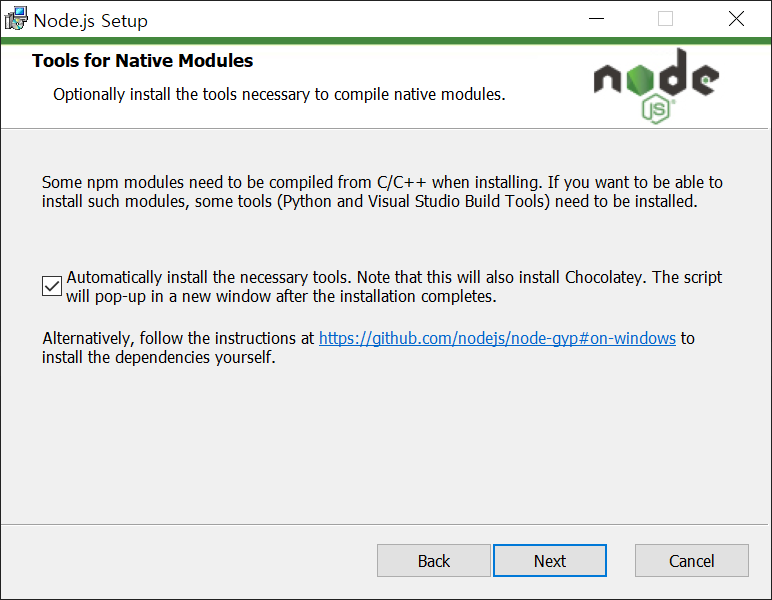 Node.js Setup
Tools for Native Modules
Optionally install the tools necessary to compile native modules.
node
JS
Some npm modules need to be compiled from C/C++ when installing. If you want to be able to
install such modules, some tools (Python and Visual Studio Build Tools) need to be installed.
Automatically install the necessary tools. Note that this will also install Chocolatey. The script
will pop-up in a new window after the installation completes.
Alternatively, follow the instructions at https://github.com/nodejs/node-gyp#on-windows to
install the dependencies yourself.
Back Next Cancel